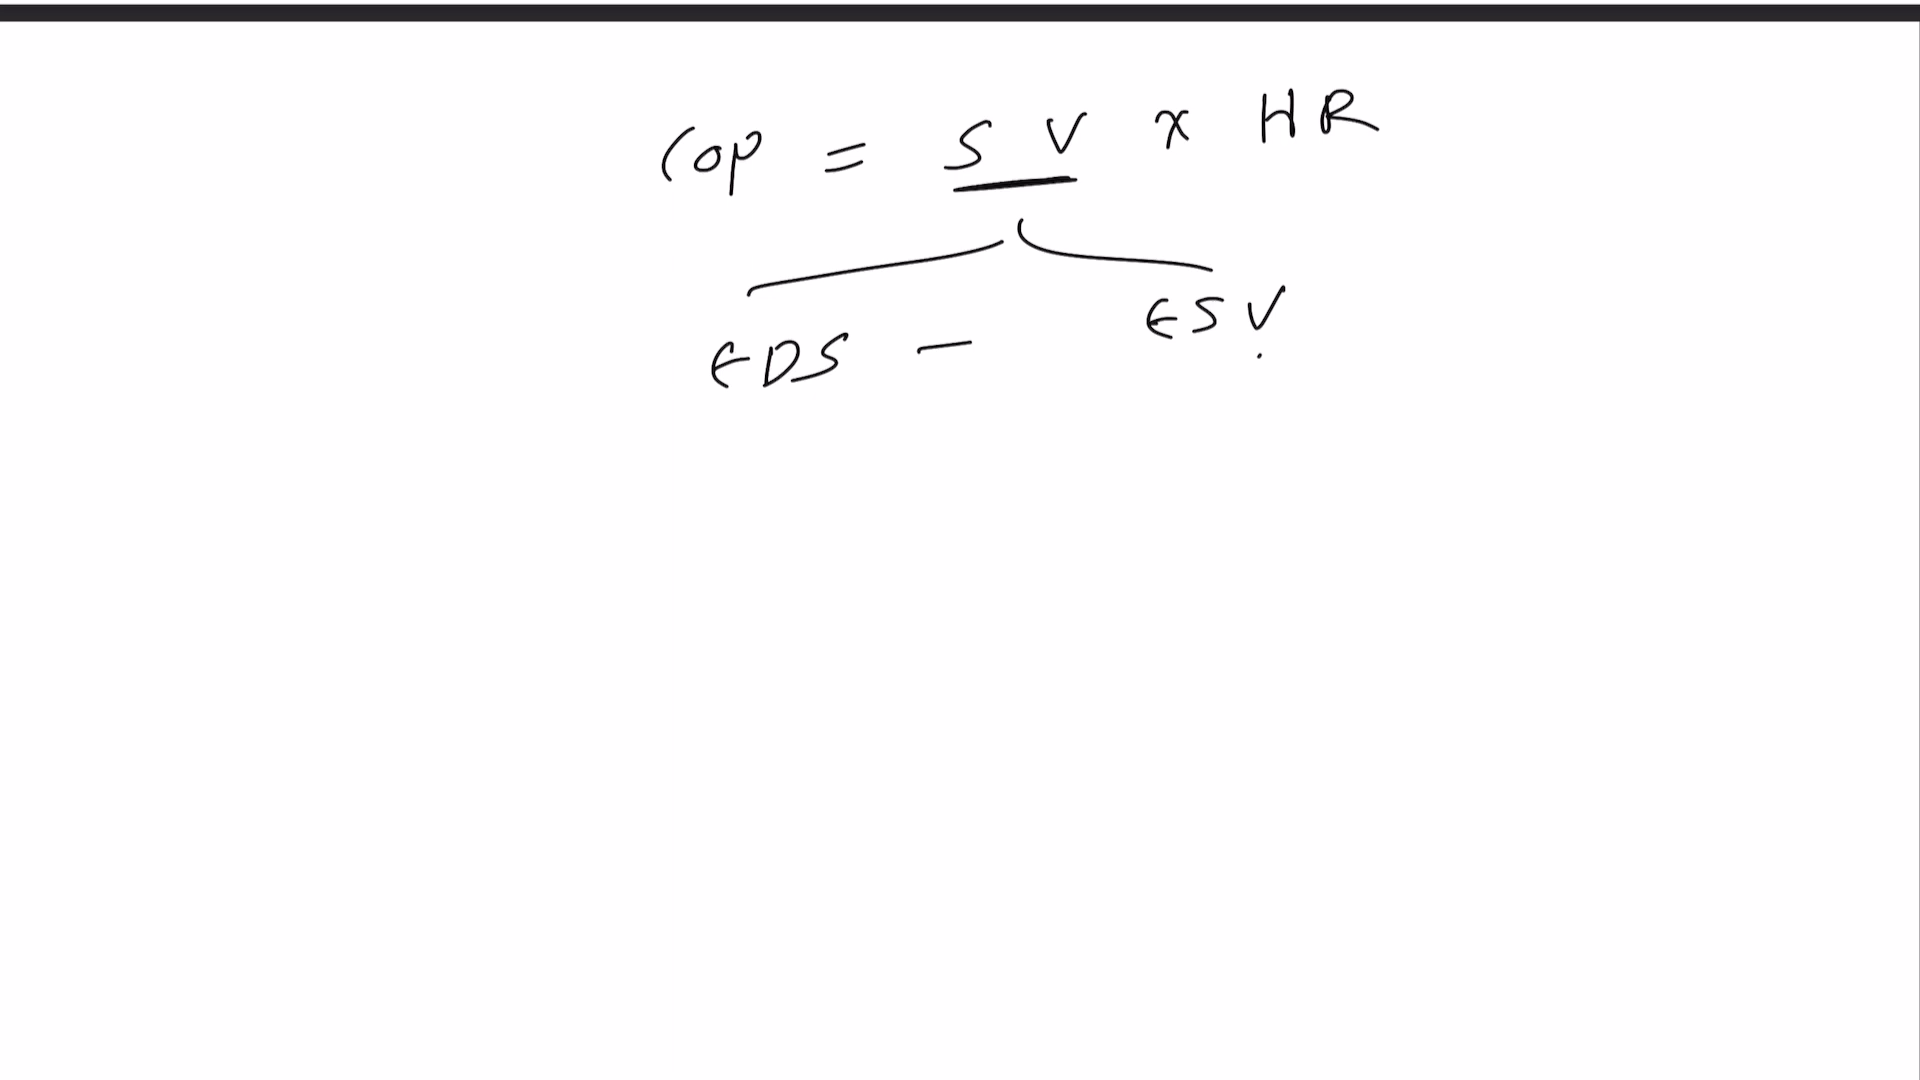 Cop = SV x HR
EDS - ESV